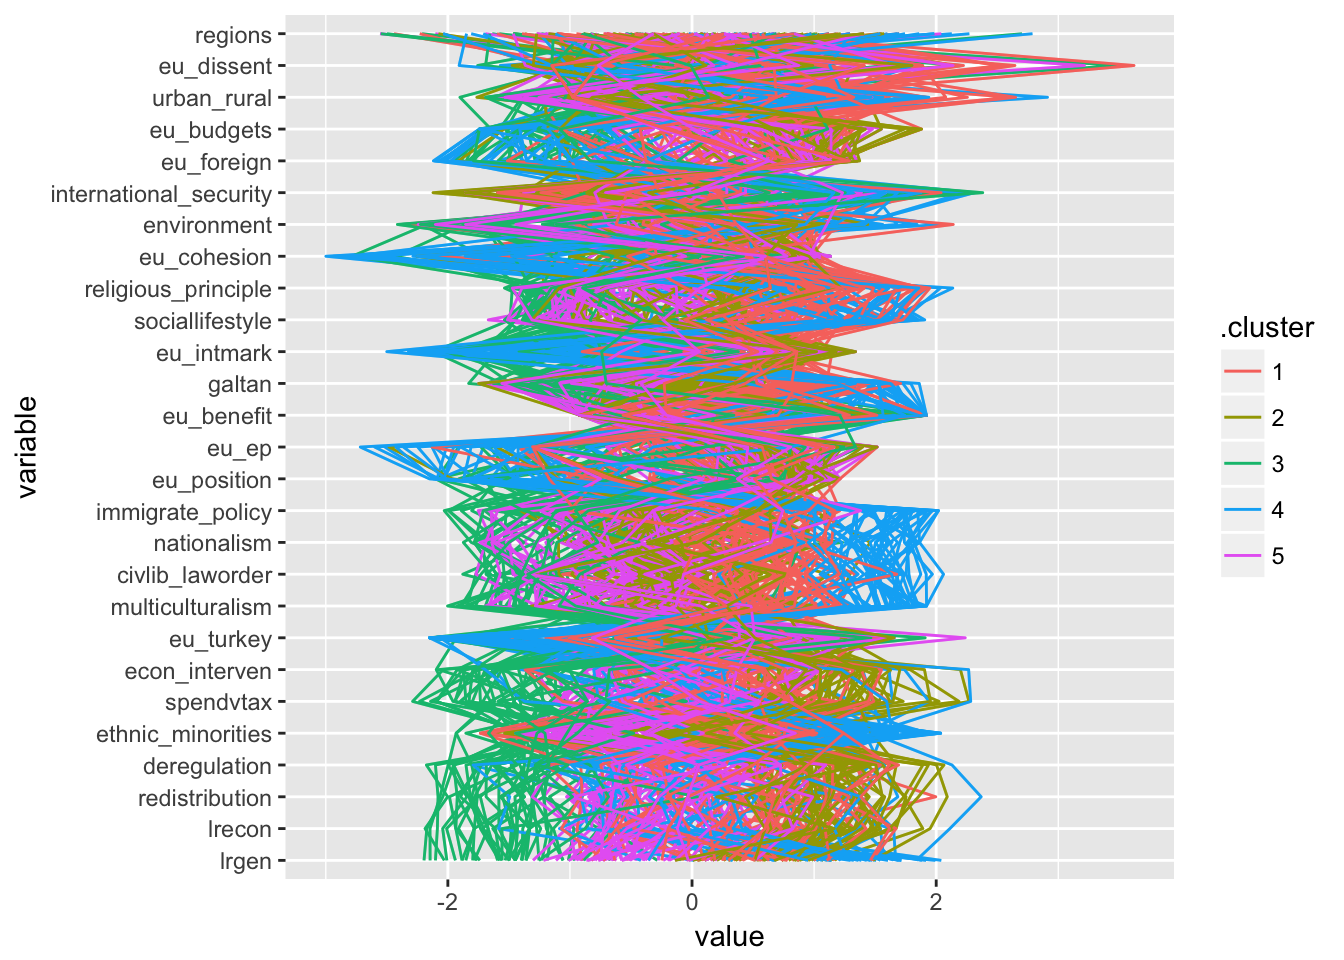 regions
eu_dissent
urban_rural
eu_budgets
eu_foreign
international_security
environment
eu_cohesion
religious_principle
sociallifestyle
eu_intmark
galtan
eu_benefit
eu_ep
eu_position
immigrate_policy
nationalism
civlib_laworder
multiculturalism
eu_turkey
econ_interven
spendvtax
ethnic_minorities
deregulation
redistribution
lrecon
lrgen
variable
-2 0 2
value
.cluster
1
2
3
4
5